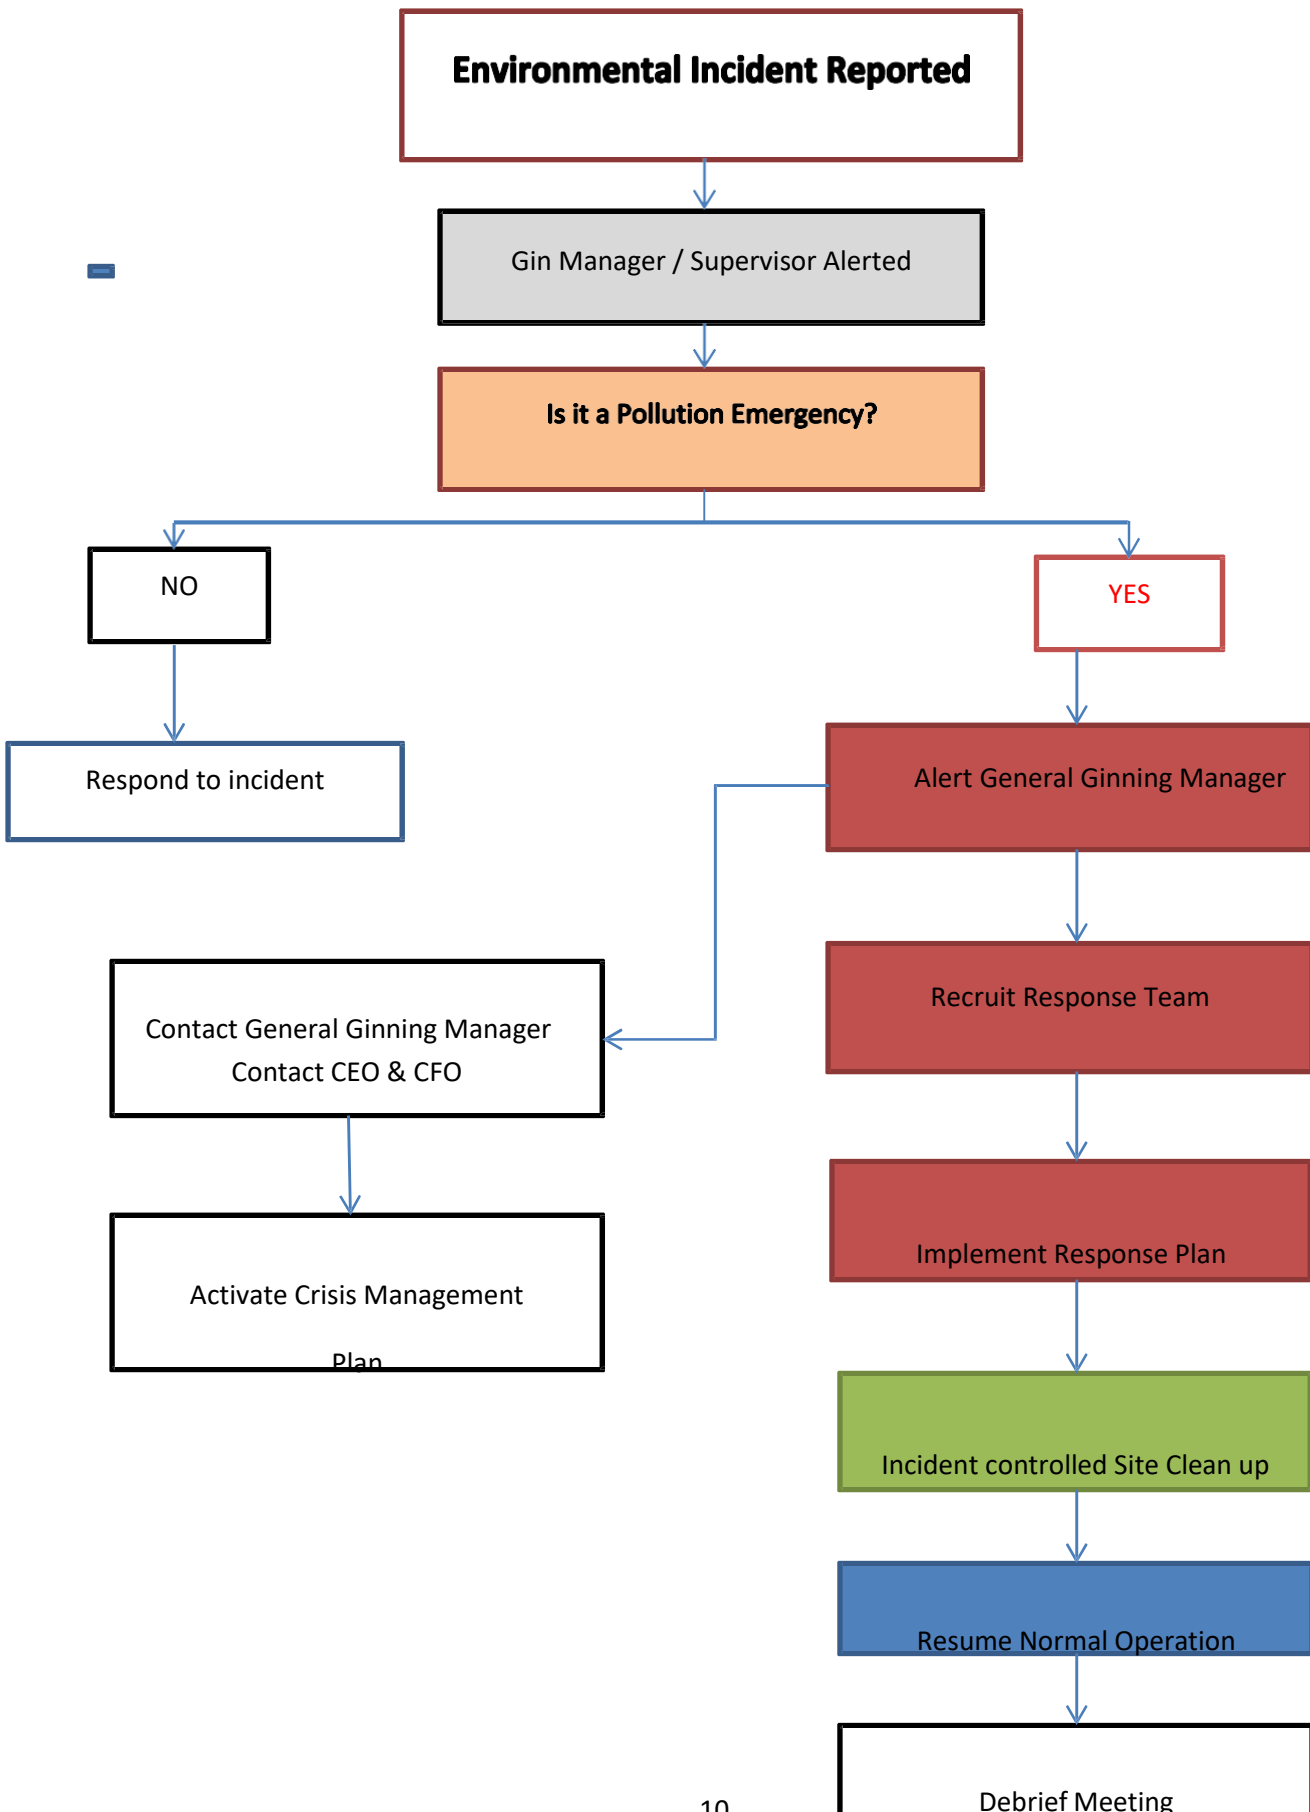 Environmental Incident Reported
Gin Manager / Supervisor Alerted
Is it a Pollution Emergency?
NO
YES
Respond to incident
Alert General Ginning Manager
Recruit Response Team
Contact General Ginning Manager
Contact CEO & CFO
Implement Response Plan
Activate Crisis Management
Plan
Incident controlled Site Clean up
Resume Normal Operation
Debrief Meeting
10